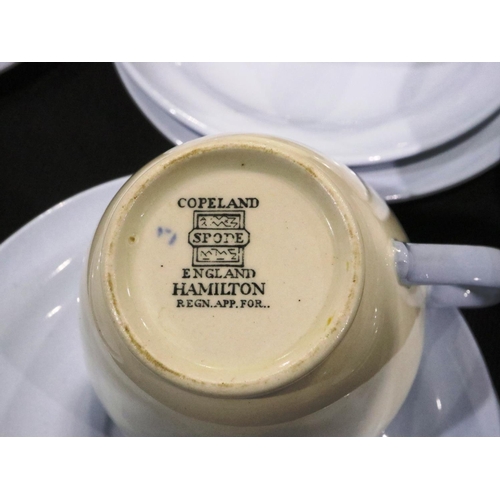 COPELAND
SPODE
ENGLAND
HAMILTON
REGN. APP. FOR..